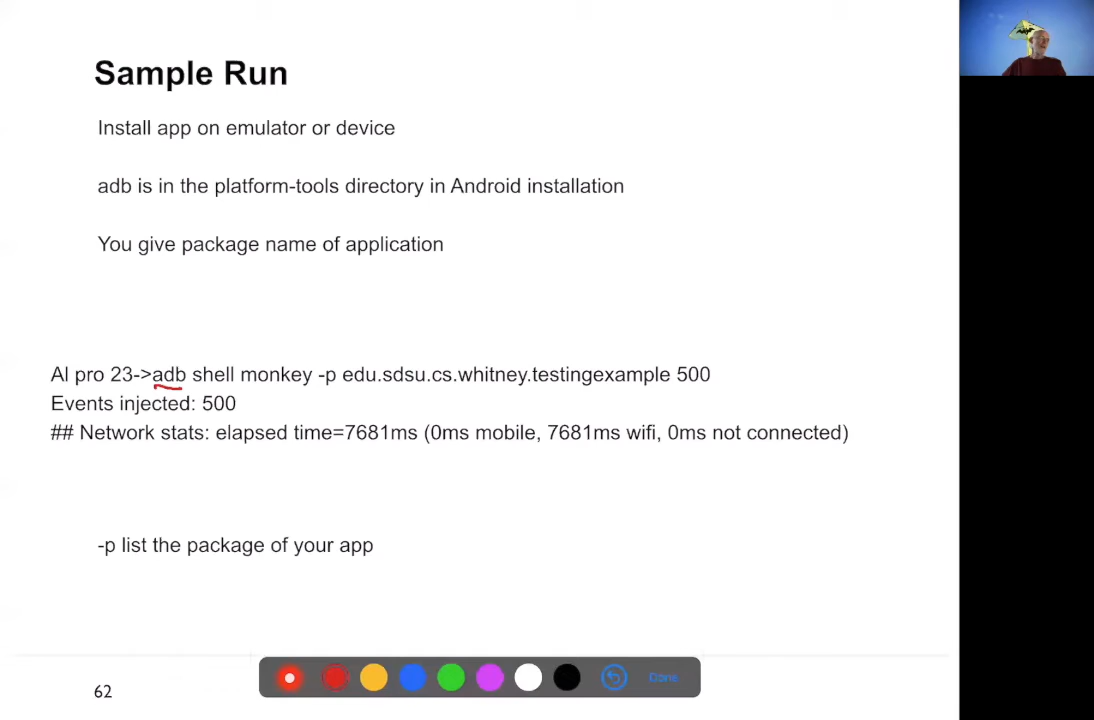 Sample Run
Install app on emulator or device
adb is in the platform-tools directory in Android installation
You give package name of application
Al pro 23->adb shell monkey -p edu.sdsu.cs.whitney.testingexample 500
Events injected: 500
## Network stats: elapsed time=7681ms (0ms mobile, 7681ms wifi, 0ms not connected)
-p list the package of your app
Done
62